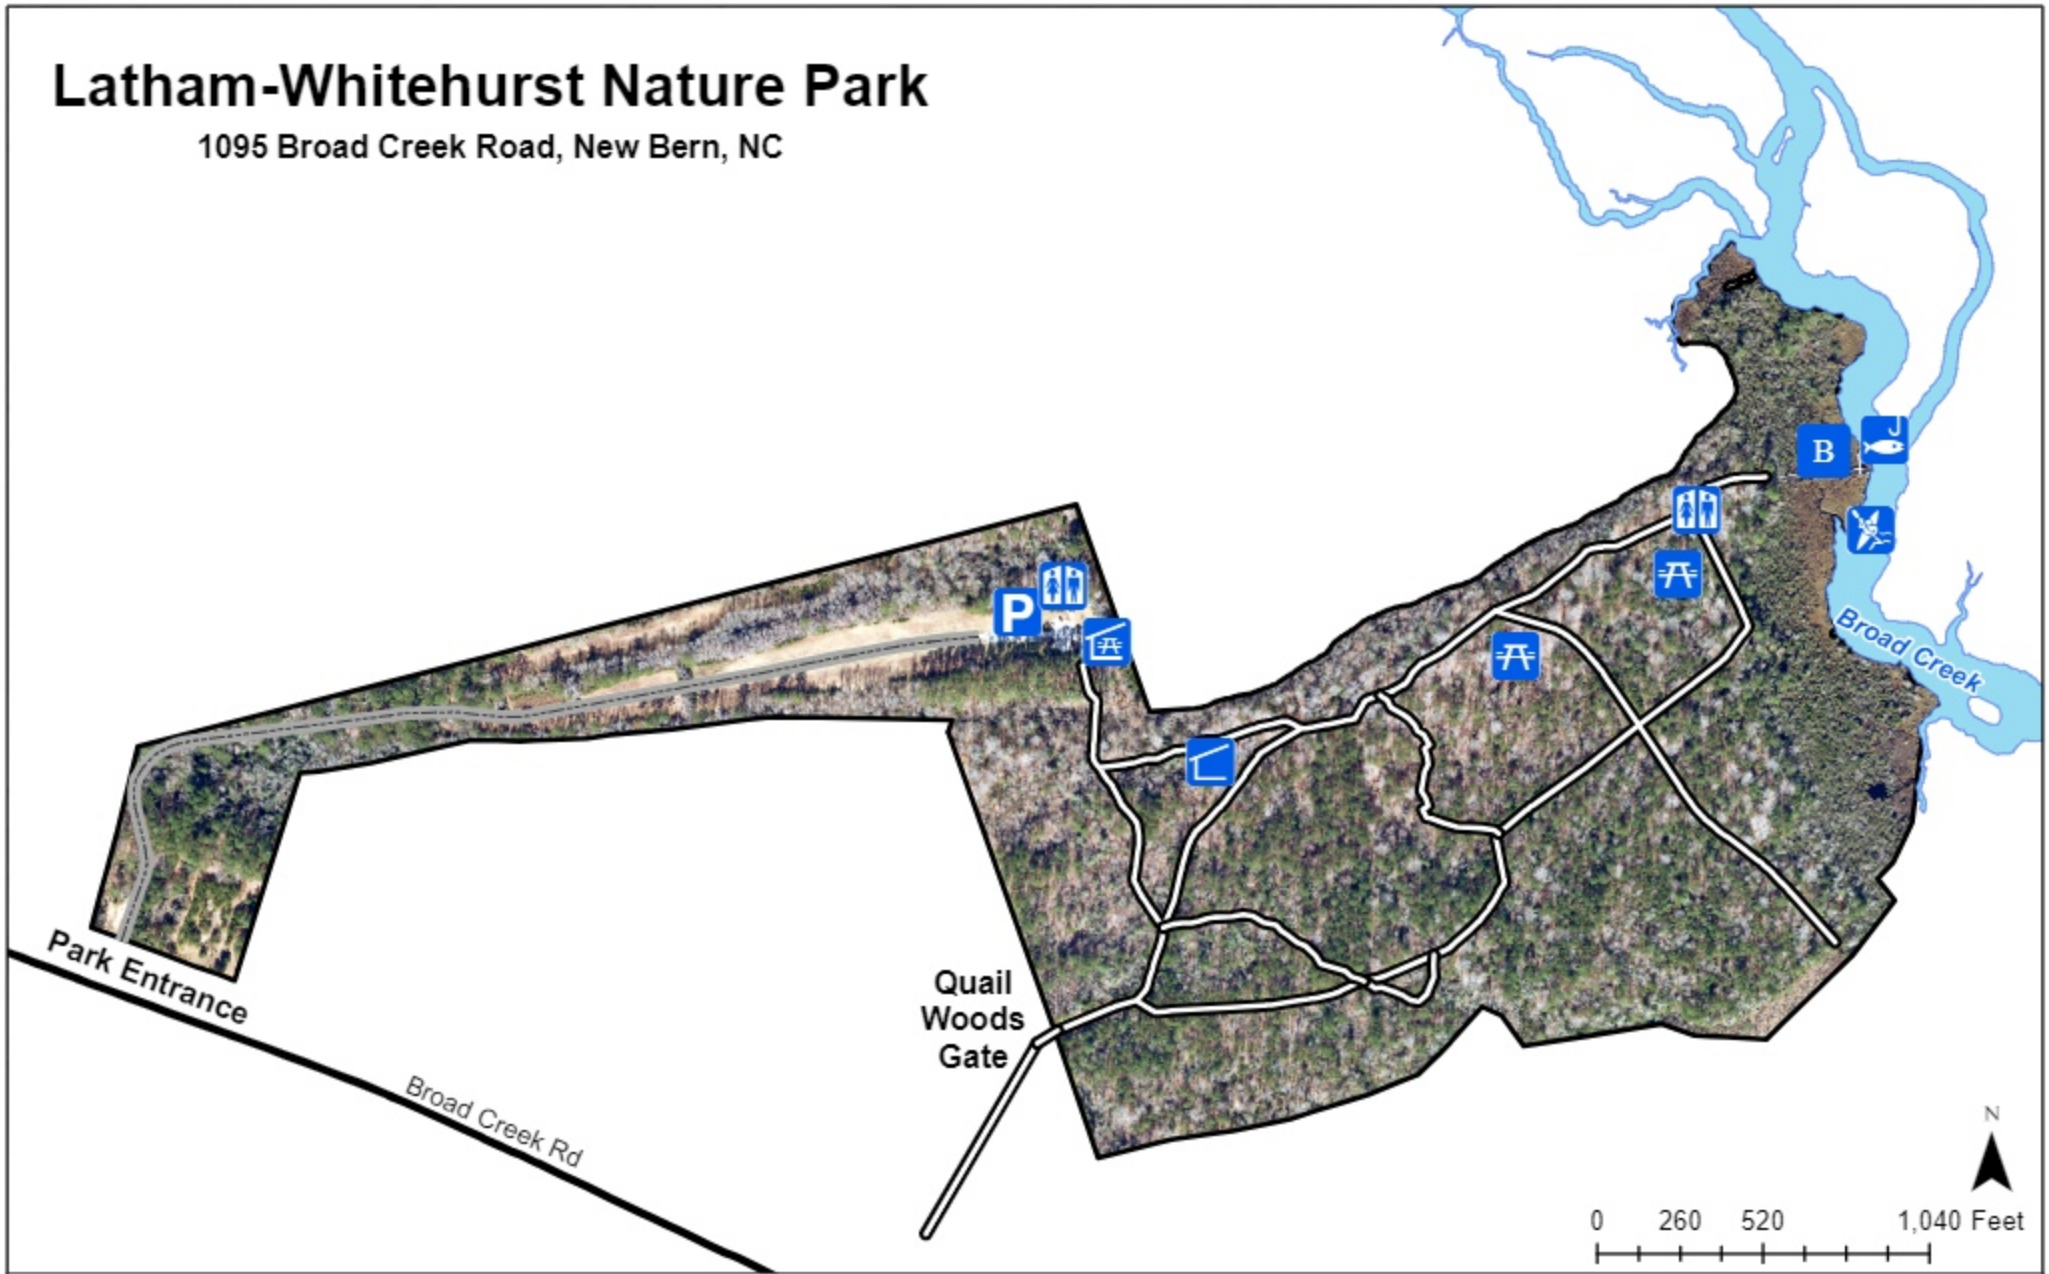 Latham-Whitehurst Nature Park
1095 Broad Creek Road, New Bern, NC
B
P
Broad Creek
Park Entrance
Quail
Woods
Gate
Broad Creek Rd
N
0 260 520 1,040 Feet